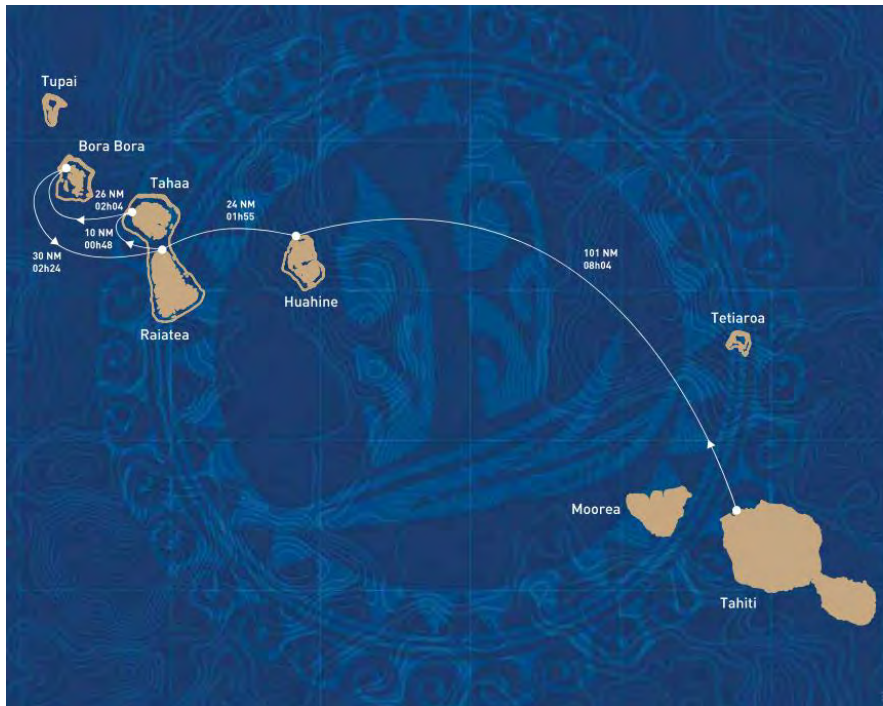 Tupai
Bora Bora
Tahaa
26 NM
02h04
24 NM
01h55
10 NM
00h48
30 NM
02h24
101 NM
08h04
Huahine
Tetiaroa
Raiatea
Moorea
Tahiti